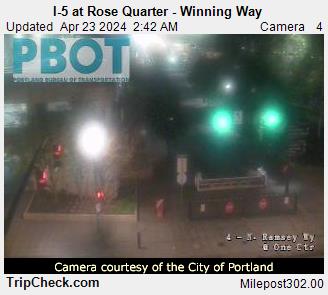 I-5 at Rose Quarter - Winning Way
Updated Apr 23 2024 2:42 AM Camera 4
PBOT
PORTLAND BUREAU OF TRANSPORTATION
4 - N. Ramsey Wy
@ One Ctr
Camera courtesy of the City of Portland
TripCheck.com Milepost302.00